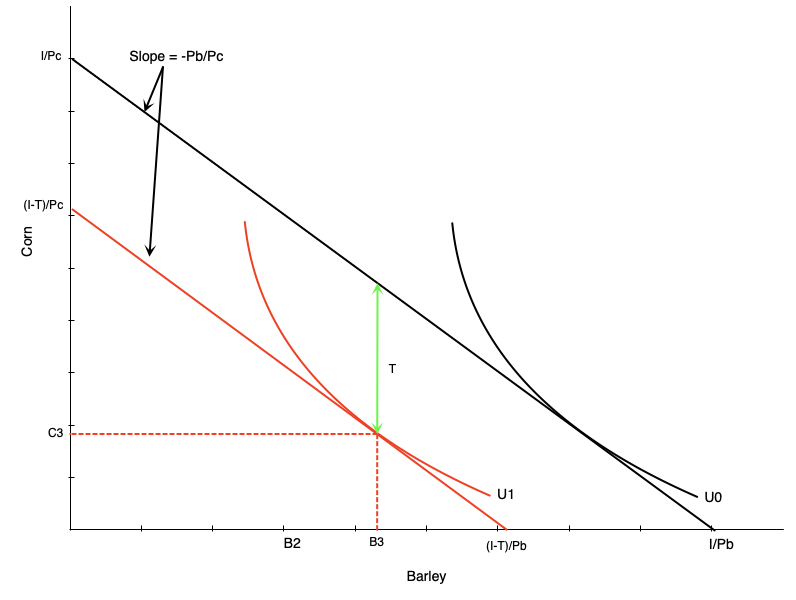 I/Pc
Slope = -Pb/Pc
(I-T)/Pc
Corn
T
C3
U1
U0
B2
B3
(I-T)/Pb
I/Pb
Barley